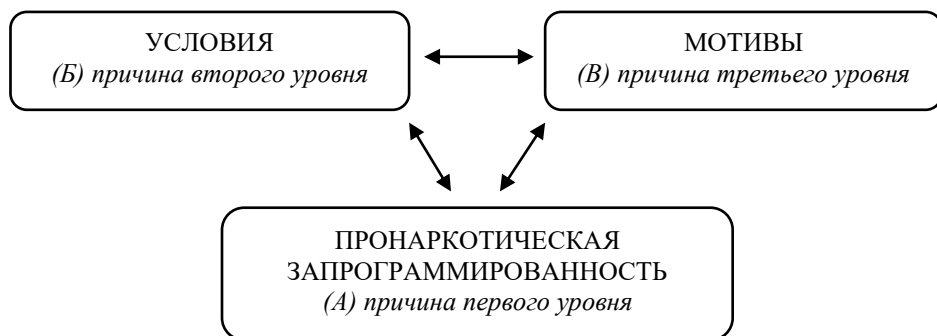 УСЛОВИЯ
(Б) причина второго уровня
МОТИВЫ
(В) причина третьего уровня
ПРОНАРКОТИЧЕСКАЯ
ЗАПРОГРАММИРОВАННОСТЬ
(А) причина первого уровня